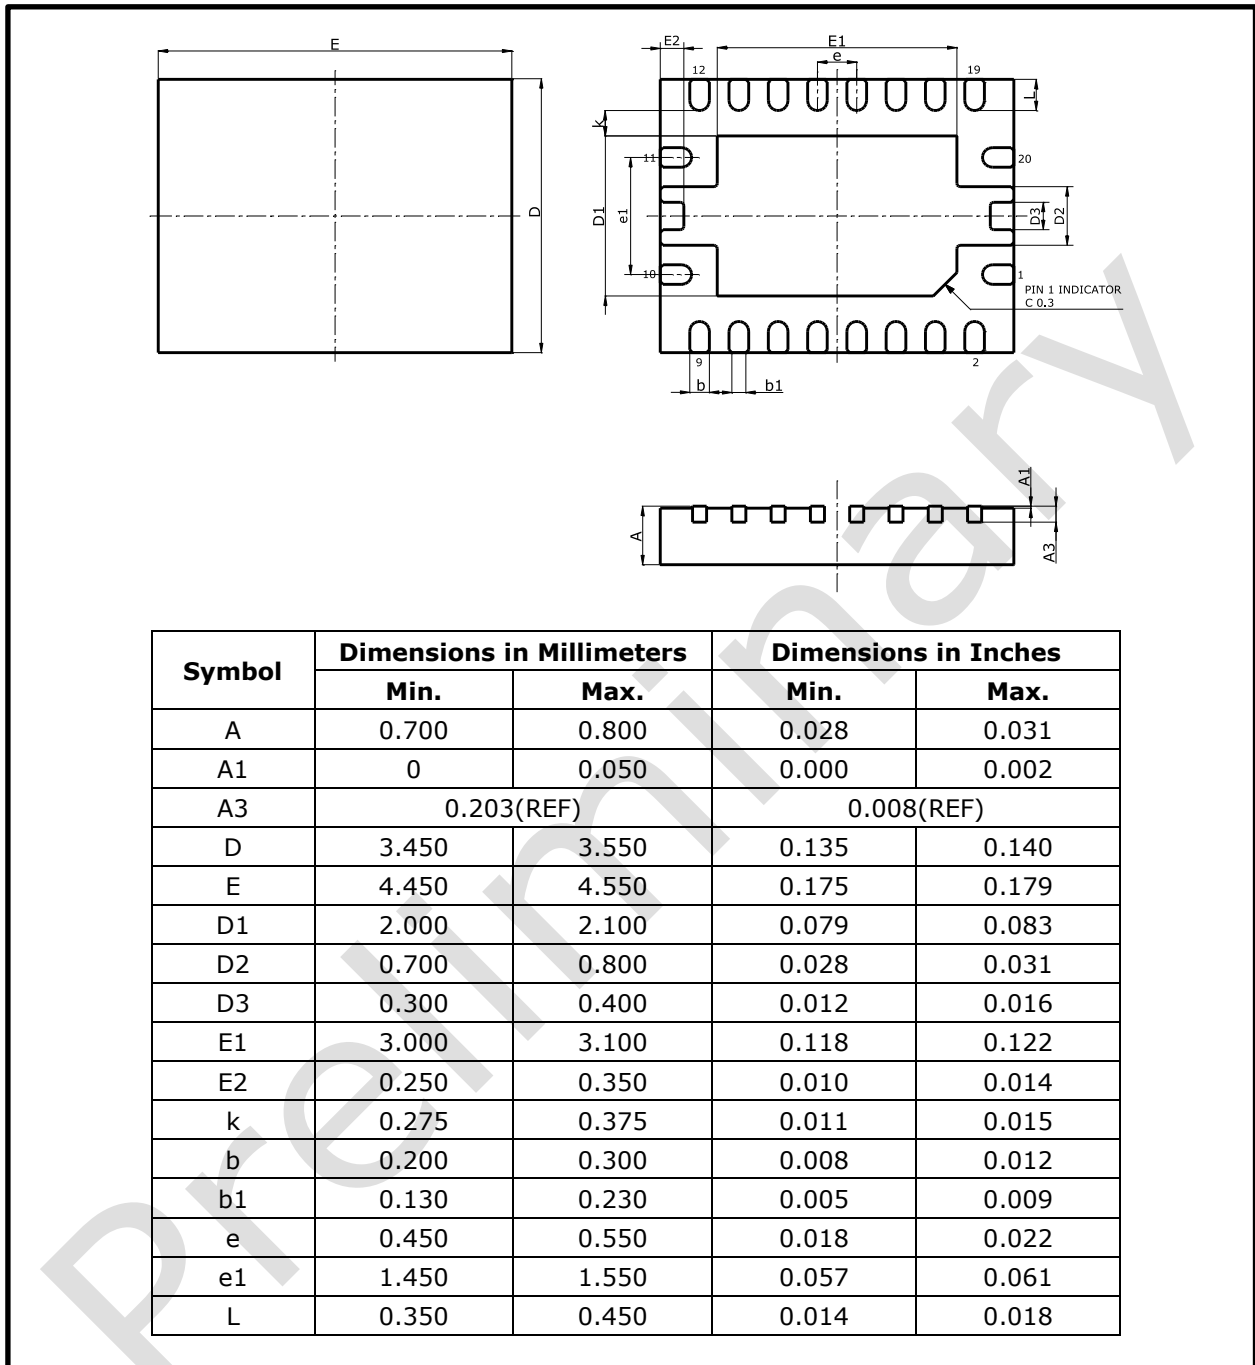 E
D
E2
E1
e
12
19
L
k
11
20
D1
e1
D3
D2
10
1
PIN 1 INDICATOR
C 0.3
9
2
b
b1
A1
A
A3
Symbol Dimensions in Millimeters Dimensions in Inches
Min. Max. Min. Max.
A 0.700 0.800 0.028 0.031
A1 0 0.050 0.000 0.002
A3 0.203(REF) 0.008(REF)
D 3.450 3.550 0.135 0.140
E 4.450 4.550 0.175 0.179
D1 2.000 2.100 0.079 0.083
D2 0.700 0.800 0.028 0.031
D3 0.300 0.400 0.012 0.016
E1 3.000 3.100 0.118 0.122
E2 0.250 0.350 0.010 0.014
k 0.275 0.375 0.011 0.015
b 0.200 0.300 0.008 0.012
b1 0.130 0.230 0.005 0.009
e 0.450 0.550 0.018 0.022
e1 1.450 1.550 0.057 0.061
L 0.350 0.450 0.014 0.018
Preliminary